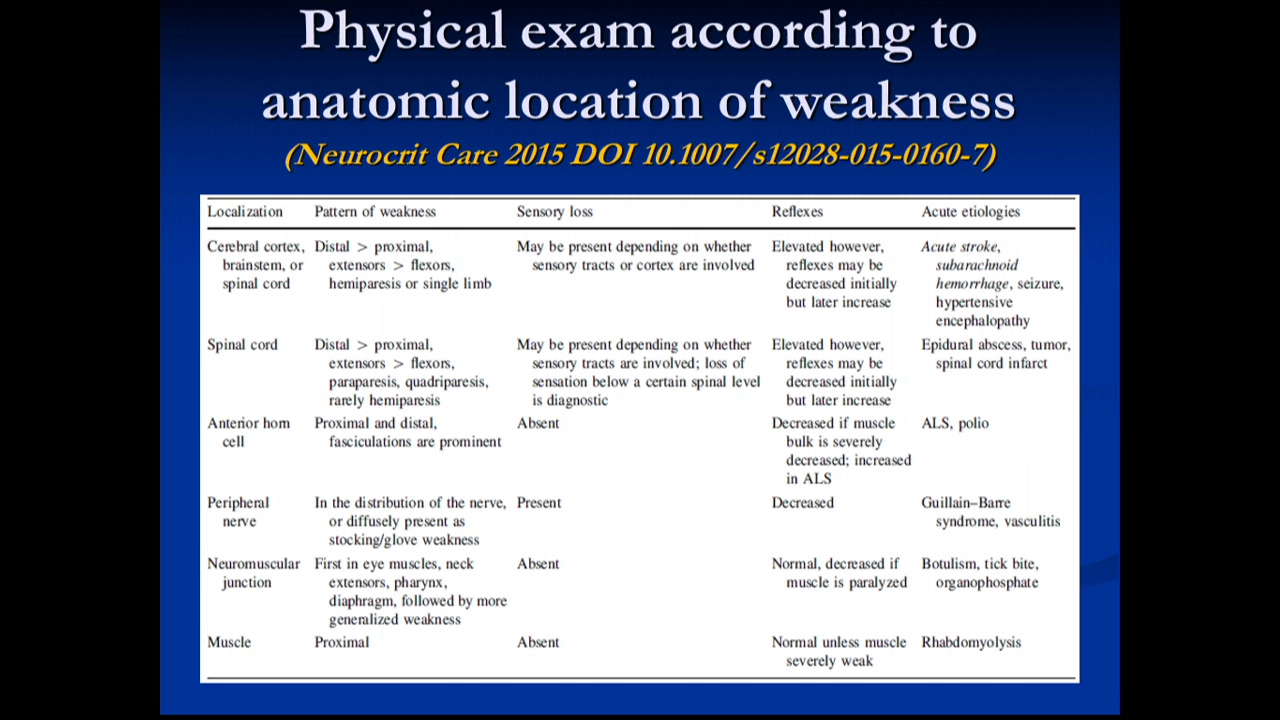 Physical exam according to
anatomic location of weakness
(Neurocrit Care 2015 DOI 10.1007/s12028-015-0160-7)
Localization Pattern of weakness Sensory loss Reflexes Acute etiologies
Cerebral cortex, Distal > proximal, May be present depending on whether Elevated however, Acute stroke,
brainstem, or extensors > flexors, sensory tracts or cortex are involved reflexes may be subarachnoid
spinal cord hemiparesis or single limb decreased initially hemorrhage, seizure,
but later increase hypertensive
encephalopathy
Spinal cord Distal > proximal, May be present depending on whether Elevated however, Epidural abscess, tumor,
extensors > flexors, sensory tracts are involved; loss of reflexes may be spinal cord infarct
paraparesis, quadriparesis, sensation below a certain spinal level decreased initially
rarely hemiparesis is diagnostic but later increase
Anterior horn Proximal and distal, Absent Decreased if muscle ALS, polio
cell fasciculations are prominent bulk is severely
decreased; increased
in ALS
Peripheral In the distribution of the nerve, Present Decreased Guillain–Barre
nerve or diffusely present as syndrome, vasculitis
stocking/glove weakness
Neuromuscular First in eye muscles, neck Absent Normal, decreased if Botulism, tick bite,
junction extensors, pharynx, muscle is paralyzed organophosphate
diaphragm, followed by more
generalized weakness
Muscle Proximal Absent Normal unless muscle Rhabdomyolysis
severely weak